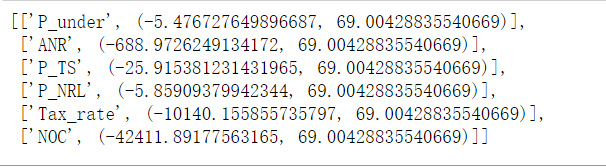 [['P_under', (-5.476727649896687, 69.00428835540669)],
['ANR', (-688.9726249134172, 69.00428835540669)],
['P_TS', (-25.915381231431965, 69.00428835540669)],
['P_NRL', (-5.85909379942344, 69.00428835540669)],
['Tax_rate', (-10140.155855735797, 69.00428835540669)],
['NOC', (-42411.89177563165, 69.00428835540669)]]